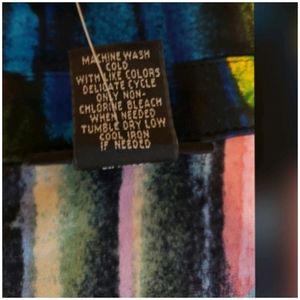 MACHINE WASH
COLD
WITH LIKE COLORS
DELICATE CYCLE
ONLY NON-
CHLORINE BLEACH
WHEN NEEDED
TUMBLE DRY LOW
COOL IRON
IF NEEDED